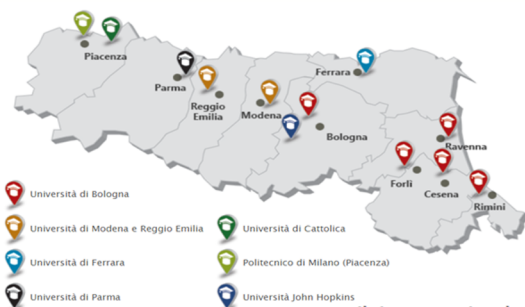 Piacenza
Parma
Reggio
Emilia
Modena
Ferrara
Bologna
Ravenna
Forlì
Cesena
Rimini
Università di Bologna
Università di Modena e Reggio Emilia
Università di Cattolica
Università di Ferrara
Politecnico di Milano (Piacenza)
Università di Parma
Università John Hopkins